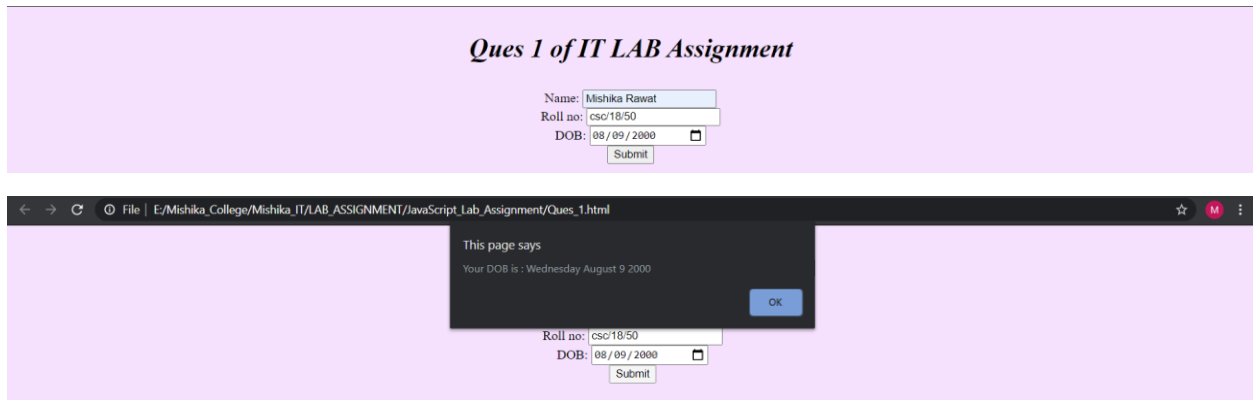 Ques 1 of IT LAB Assignment
Name: Mishika Rawat
Roll no: csc/18/50
DOB: 08/09/2000
Submit
File | E:/Mishika_College/Mishika_IT/LAB_ASSIGNMENT/JavaScript_Lab_Assignment/Ques_1.html
M
This page says
Your DOB is : Wednesday August 9 2000
OK
Roll no: csc/18/50
DOB: 08/09/2000
Submit